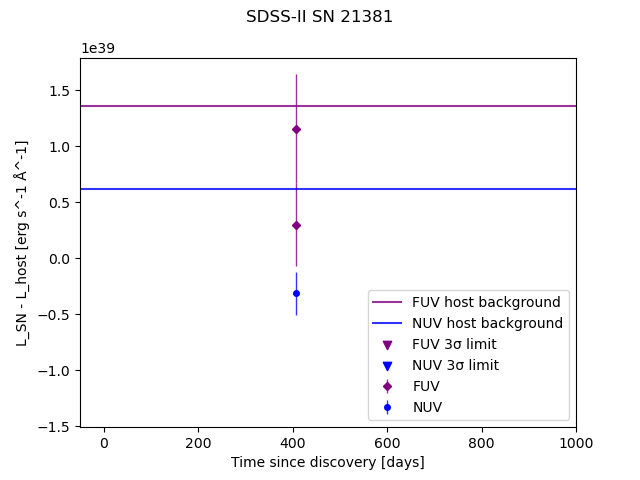 SDSS-II SN 21381
1e39
1.5
1.0
0.5
0.0
−0.5
−1.0
−1.5
L_SN - L_host [erg s^-1 Å^-1]
FUV host background
NUV host background
FUV 3σ limit
NUV 3σ limit
FUV
NUV
0 200 400 600 800 1000
Time since discovery [days]